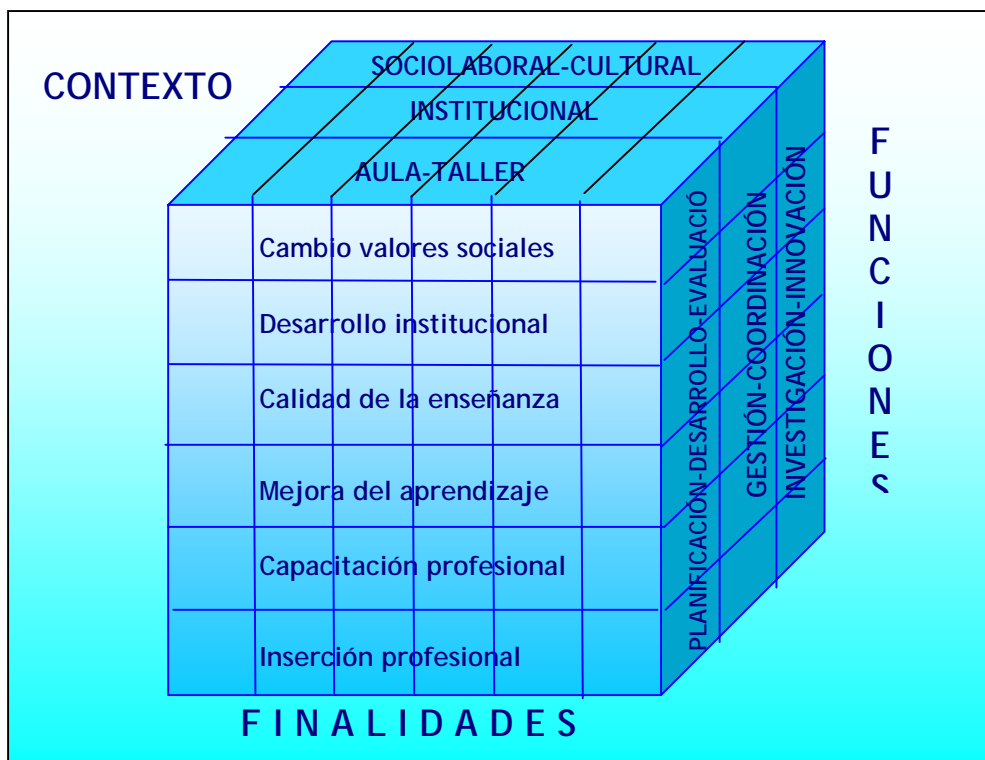 CONTEXTO
SOCIOLABORAL-CULTURAL
INSTITUCIONAL
AULA-TALLER
Cambio valores sociales
Desarrollo institucional
Calidad de la enseñanza
Mejora del aprendizaje
Capacitación profesional
Inserción profesional
PLANIFICACIÓN-DESARROLLO-EVALUACIÓ
GESTIÓN-COORDINACIÓN
INVESTIGACIÓN-INNOVACIÓN
FUNCIONES
FINALIDADES